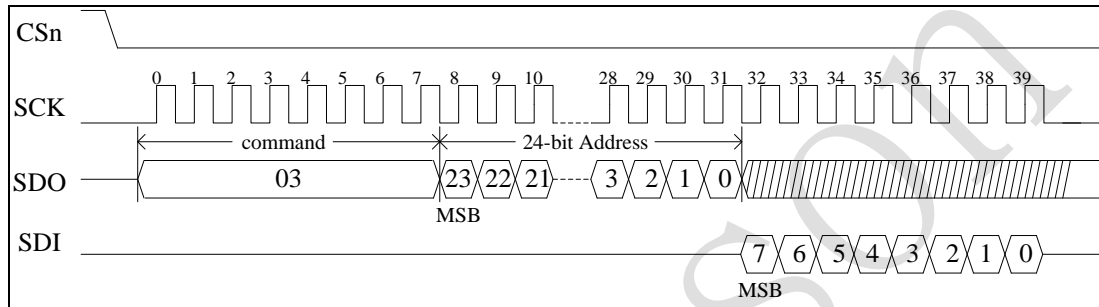 CSn
0 1 2 3 4 5 6 7 8 9 10 28 29 30 31 32 33 34 35 36 37 38 39
SCK
command 24-bit Address
SDO 03 23 22 21 3 2 1 0
MSB
SDI 7 6 5 4 3 2 1 0
MSB
son